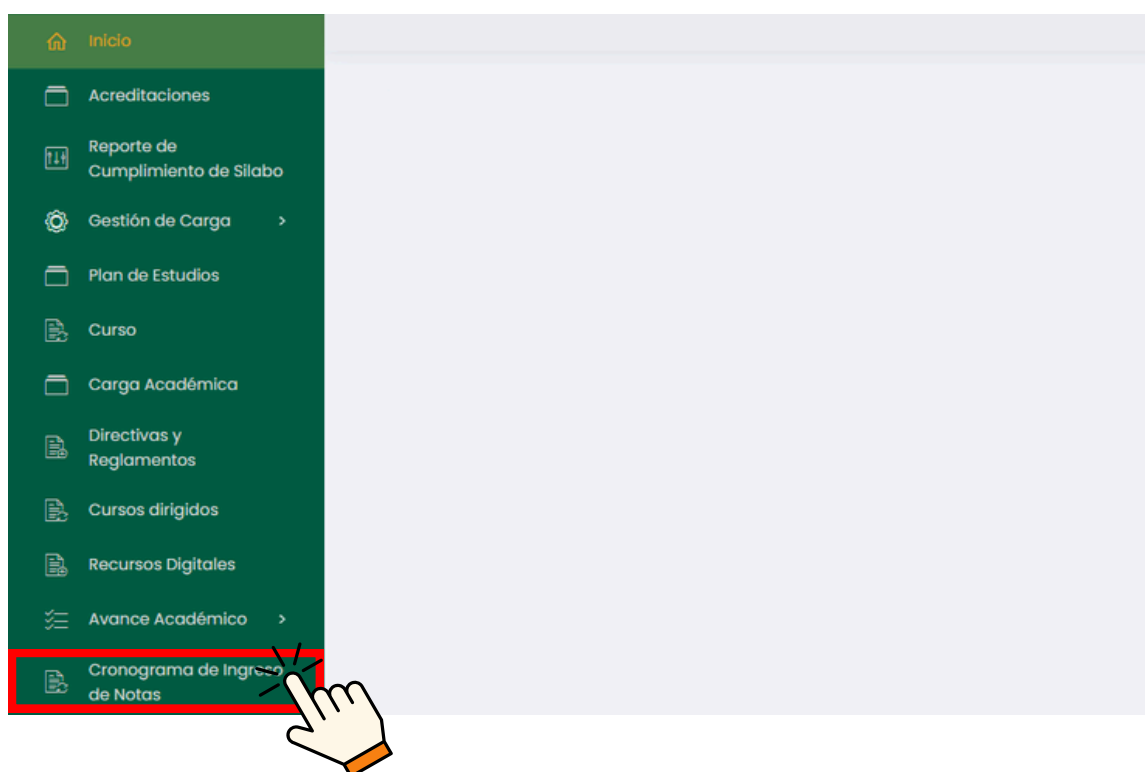 Inicio
Acreditaciones
Reporte de
Cumplimiento de Silabo
Gestión de Carga
Plan de Estudios
Curso
Carga Académica
Directivas y
Reglamentos
Cursos dirigidos
Recursos Digitales
Avance Académico
Cronograma de Ingreso
de Notas